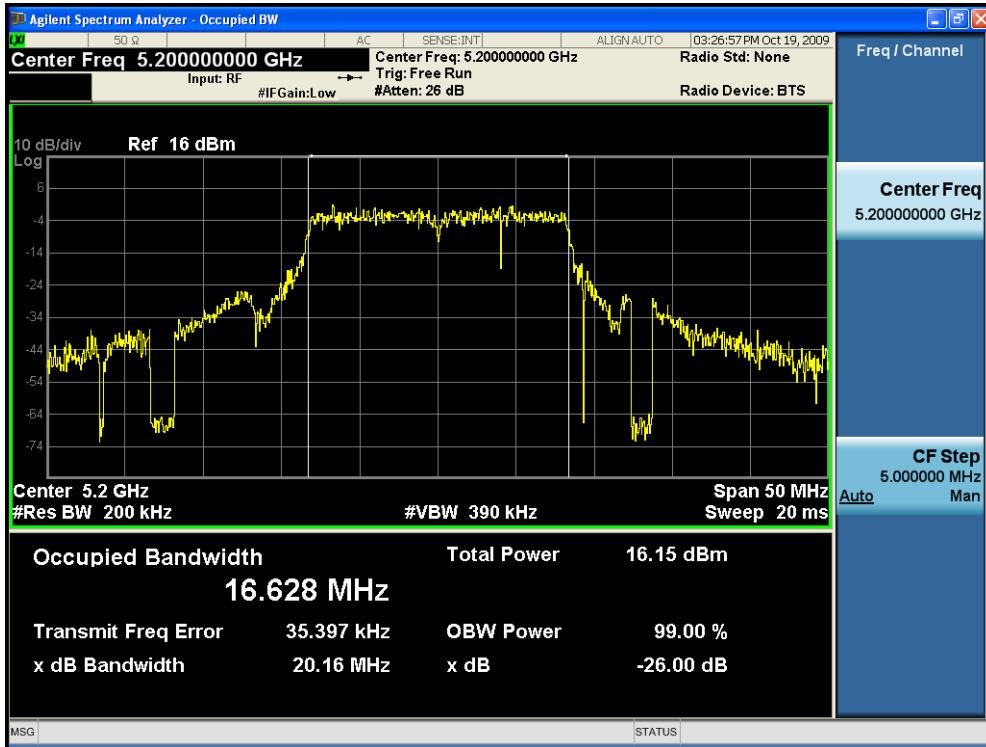 Agilent Spectrum Analyzer - Occupied BW
LXI 50 Ω AC SENSE:INT ALIGN AUTO 03:26:57 PM Oct 19, 2009
Center Freq 5.200000000 GHz
Input: RF
#IFGain:Low
Center Freq: 5.200000000 GHz
Trig: Free Run
#Atten: 26 dB
Radio Std: None
Radio Device: BTS
10 dB/div Ref 16 dBm
Log
6
-4
-14
-24
-34
-44
-54
-64
-74
Center 5.2 GHz Span 50 MHz
#Res BW 200 kHz #VBW 390 kHz Sweep 20 ms
Occupied Bandwidth Total Power 16.15 dBm
16.628 MHz
Transmit Freq Error 35.397 kHz OBW Power 99.00 %
x dB Bandwidth 20.16 MHz x dB -26.00 dB
MSG STATUS
Freq / Channel
Center Freq
5.200000000 GHz
CF Step
5.000000 MHz
Auto Man